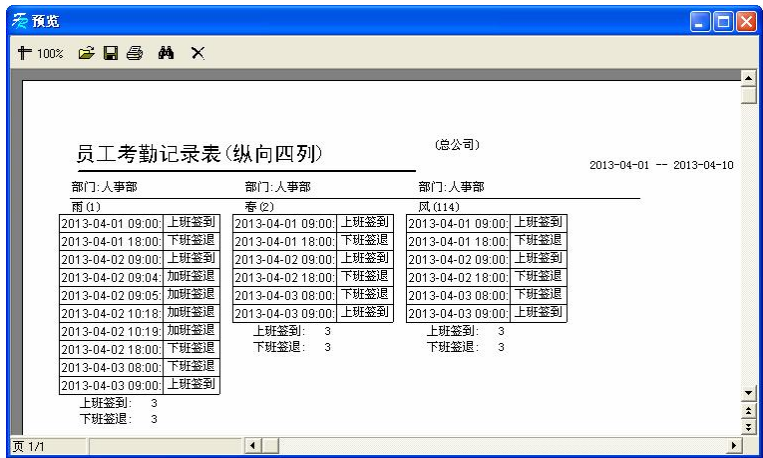 预览
100%
(总公司)
员工考勤记录表(纵向四列)
2013-04-01 -- 2013-04-10
部门:人事部 部门:人事部 部门:人事部
雨(1) 春(2) 风(114)
2013-04-01 09:00: 上班签到 2013-04-01 09:00: 上班签到 2013-04-01 09:00: 上班签到
2013-04-01 18:00: 下班签退 2013-04-01 18:00: 下班签退 2013-04-01 18:00: 下班签退
2013-04-02 09:00: 上班签到 2013-04-02 09:00: 上班签到 2013-04-02 09:00: 上班签到
2013-04-02 09:04: 加班签退 2013-04-02 18:00: 下班签退 2013-04-02 18:00: 下班签退
2013-04-02 09:05: 加班签退 2013-04-03 08:00: 下班签退 2013-04-03 08:00: 下班签退
2013-04-02 10:18: 加班签退 2013-04-03 09:00: 上班签到 2013-04-03 09:00: 上班签到
2013-04-02 10:19: 加班签退 上班签到: 3 上班签到: 3
2013-04-02 18:00: 下班签退 下班签退: 3 下班签退: 3
2013-04-03 08:00: 下班签退
2013-04-03 09:00: 上班签到
上班签到: 3
下班签退: 3
页 1/1